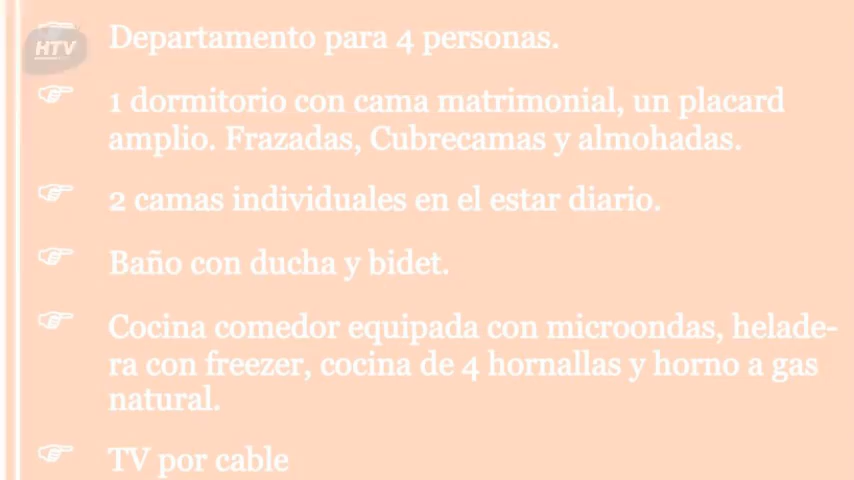 HTV
Departamento para 4 personas.
1 dormitorio con cama matrimonial, un placard
amplio. Frazadas, Cubrecamas y almohadas.
2 camas individuales en el estar diario.
Baño con ducha y bidet.
Cocina comedor equipada con microondas, helade-
ra con freezer, cocina de 4 hornallas y horno a gas
natural.
TV por cable